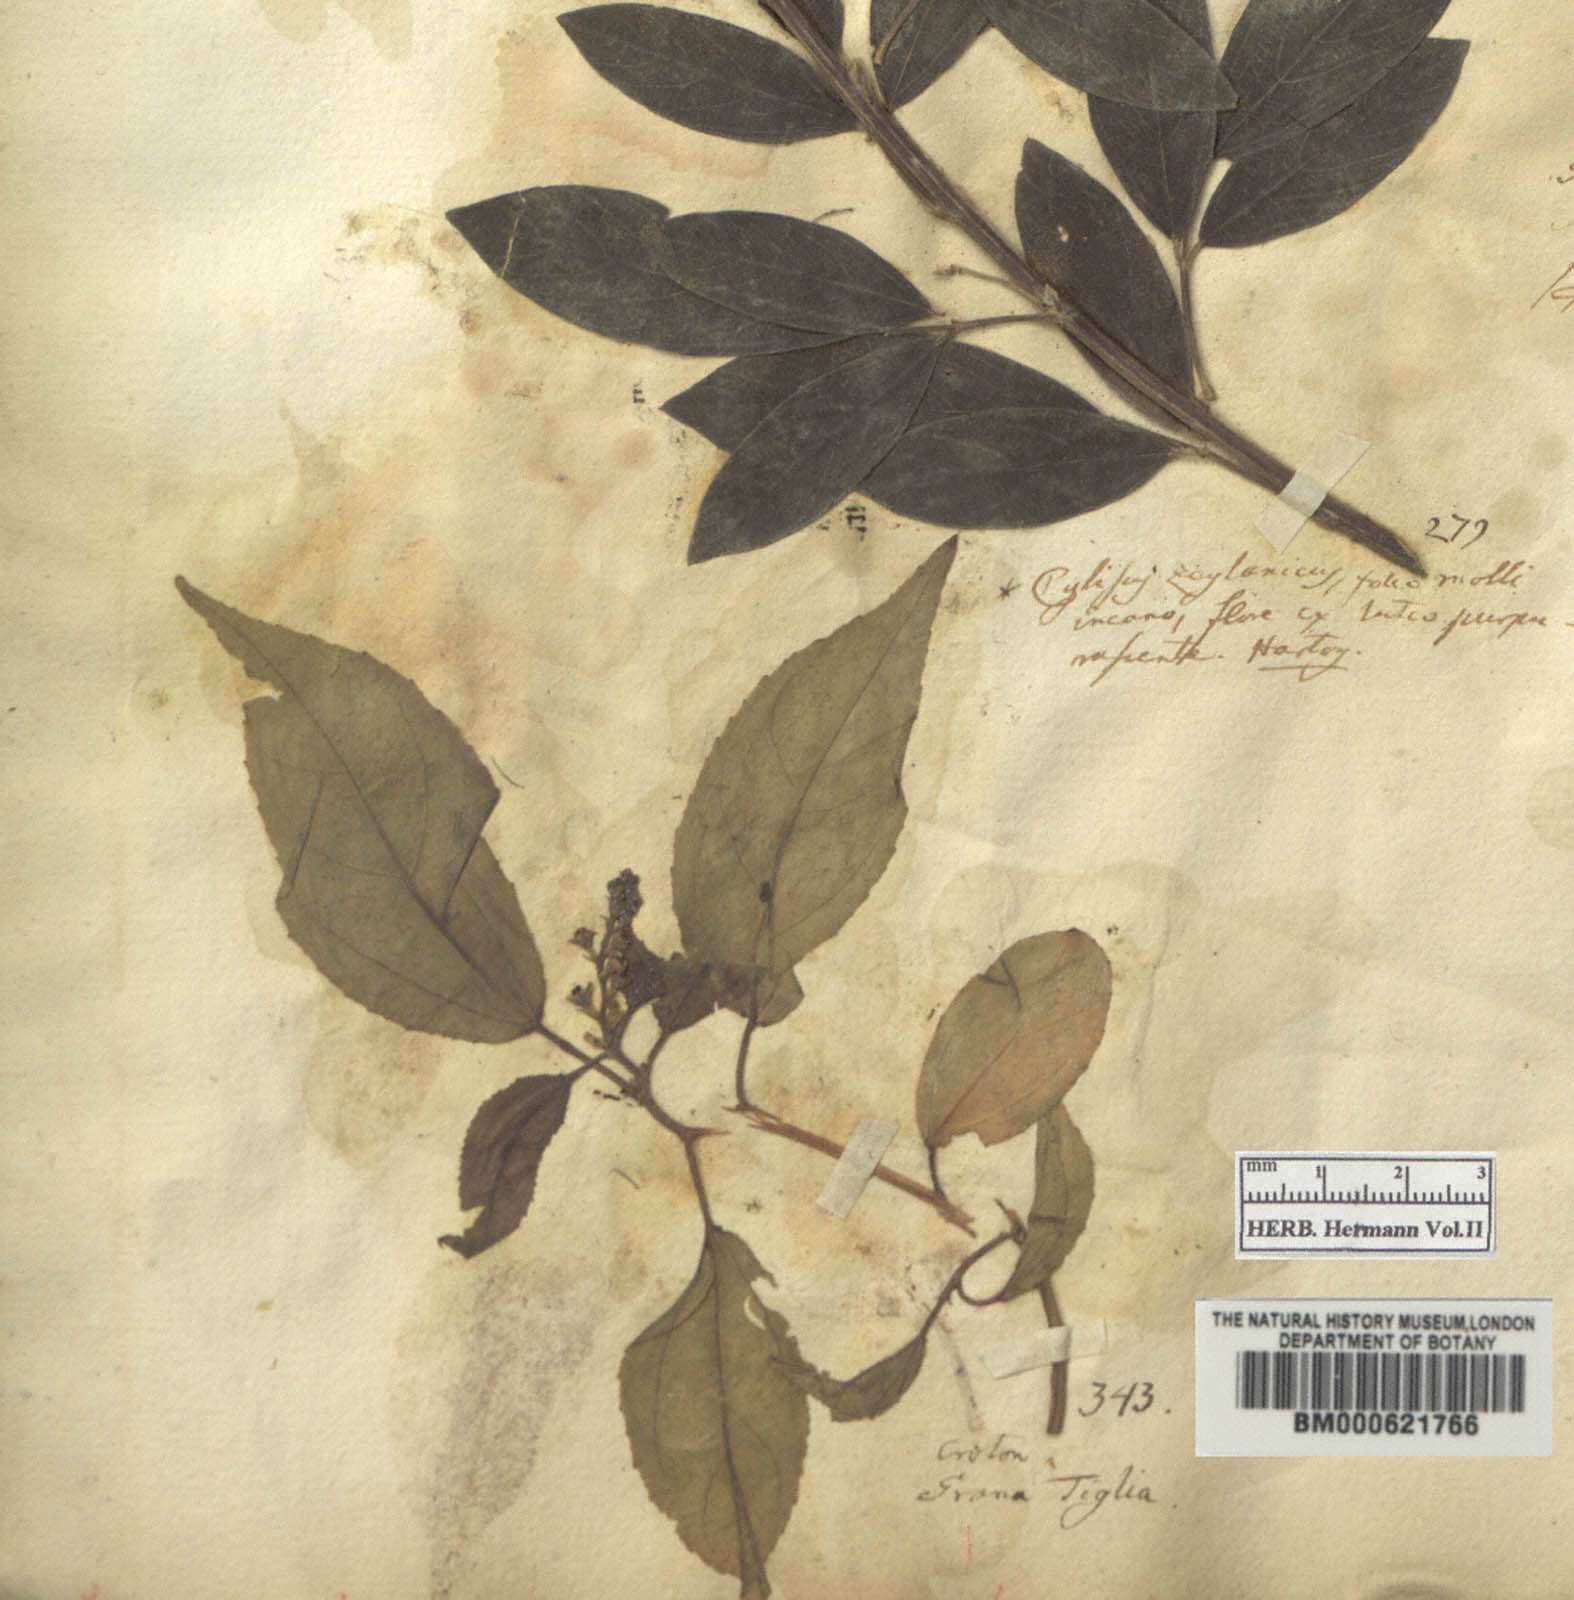 279
* Cytisus zeylanicus, folio molli
incano, flore ex luteo purpu-
rascente. Hartog.
mm 1 2 3
HERB. Hermann Vol.II
THE NATURAL HISTORY MUSEUM,LONDON
DEPARTMENT OF BOTANY
BM000621766
343.
Croton
Grana Tiglia.